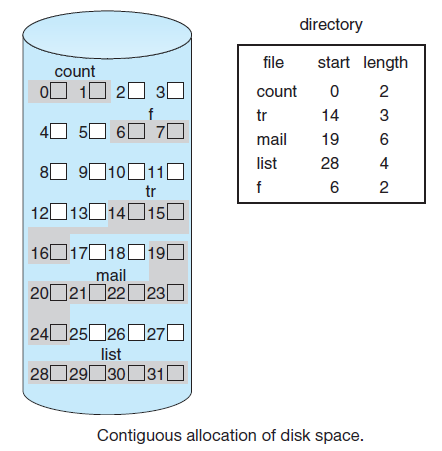 directory
file start length
count 0 2
tr 14 3
mail 19 6
list 28 4
f 6 2
count
0 1 2 3
f
4 5 6 7
8 9 10 11
tr
12 13 14 15
16 17 18 19
mail
20 21 22 23
24 25 26 27
list
28 29 30 31
Contiguous allocation of disk space.